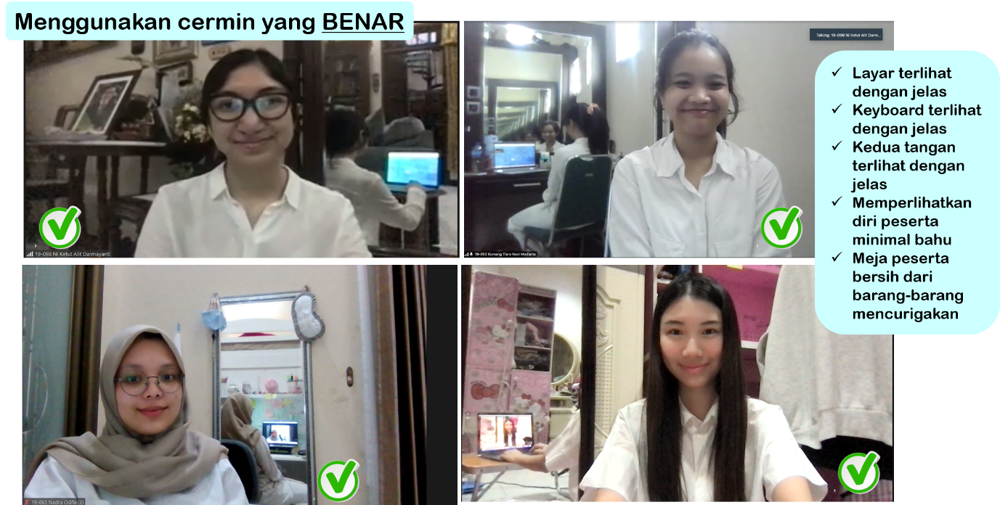 Menggunakan cermin yang BENAR
Talking: 19-098 Ni Ketut Alit Darm...
✓ Layar terlihat
dengan jelas
✓ Keyboard terlihat
dengan jelas
✓ Kedua tangan
terlihat dengan
jelas
✓ Memperlihatkan
diri peserta
minimal bahu
✓ Meja peserta
bersih dari
barang-barang
mencurigakan
19-098 Ni Ketut Alit Darmayanti
19-052 Komang Tiara Novi Mudiarta
19-065 Nadra Odifa (2)